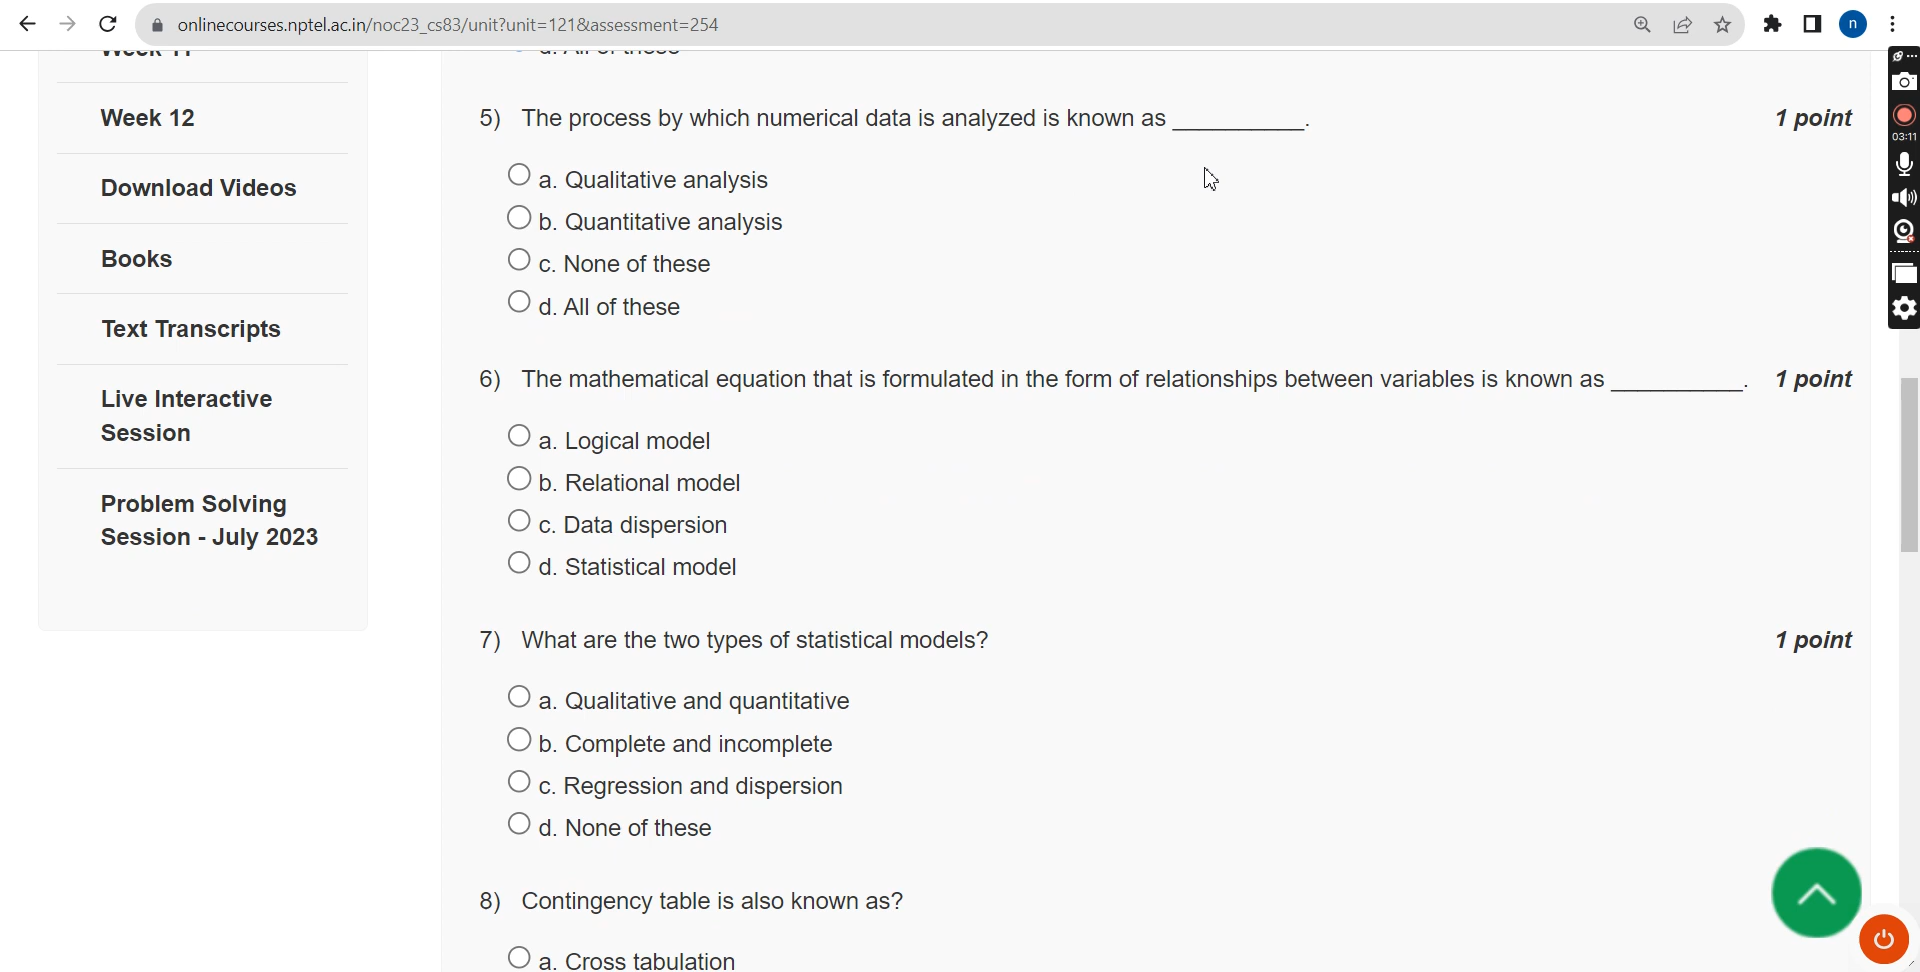 onlinecourses.nptel.ac.in/noc23_cs83/unit?unit=121&assessment=254
n
Week 12
Download Videos
Books
Text Transcripts
Live Interactive
Session
Problem Solving
Session - July 2023
d. All of these
5) The process by which numerical data is analyzed is known as __________. 1 point
a. Qualitative analysis
b. Quantitative analysis
c. None of these
d. All of these
6) The mathematical equation that is formulated in the form of relationships between variables is known as __________. 1 point
a. Logical model
b. Relational model
c. Data dispersion
d. Statistical model
7) What are the two types of statistical models? 1 point
a. Qualitative and quantitative
b. Complete and incomplete
c. Regression and dispersion
d. None of these
8) Contingency table is also known as?
a. Cross tabulation
03:11